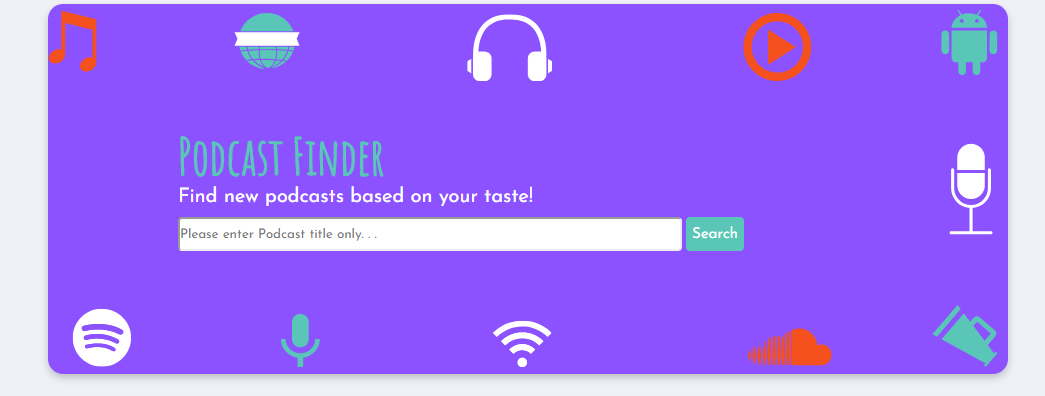 Podcast Finder
Find new podcasts based on your taste!
Please enter Podcast title only. . .
Search